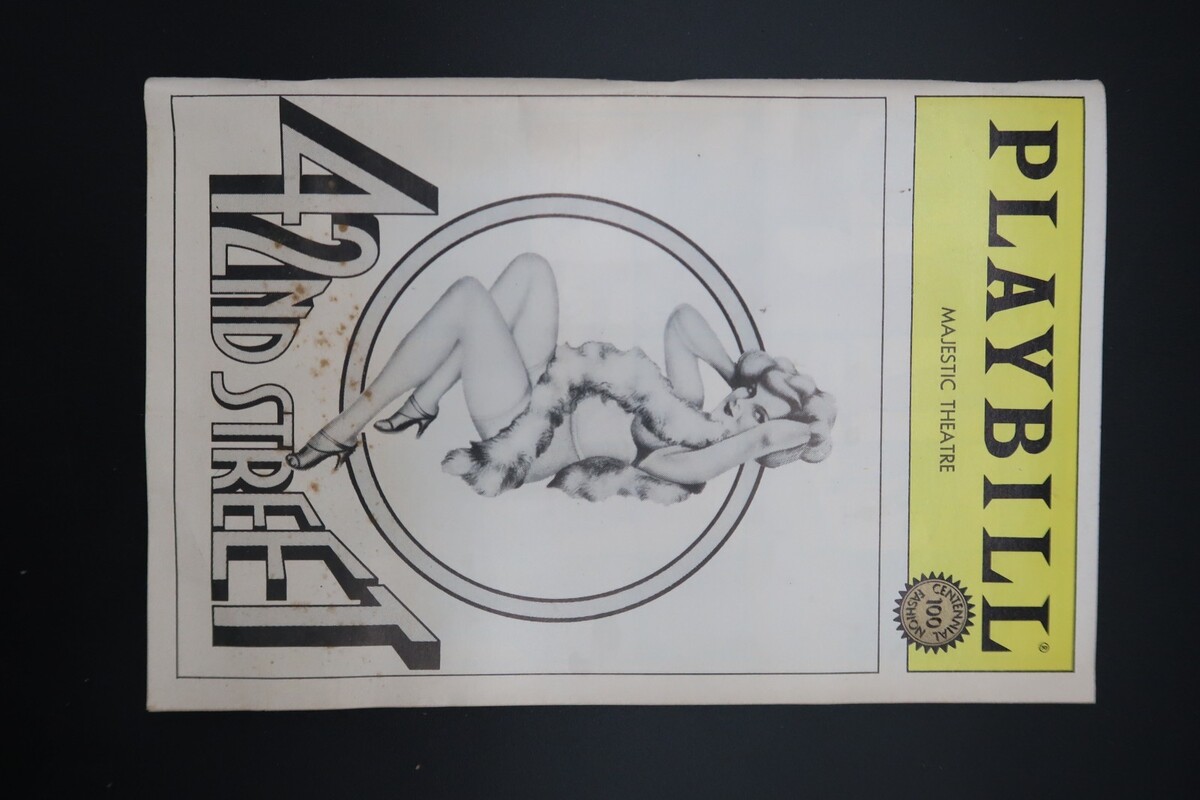 PLAYBILL®
MAJESTIC THEATRE
CENTENNIAL
100
FASHION
42ND STREET